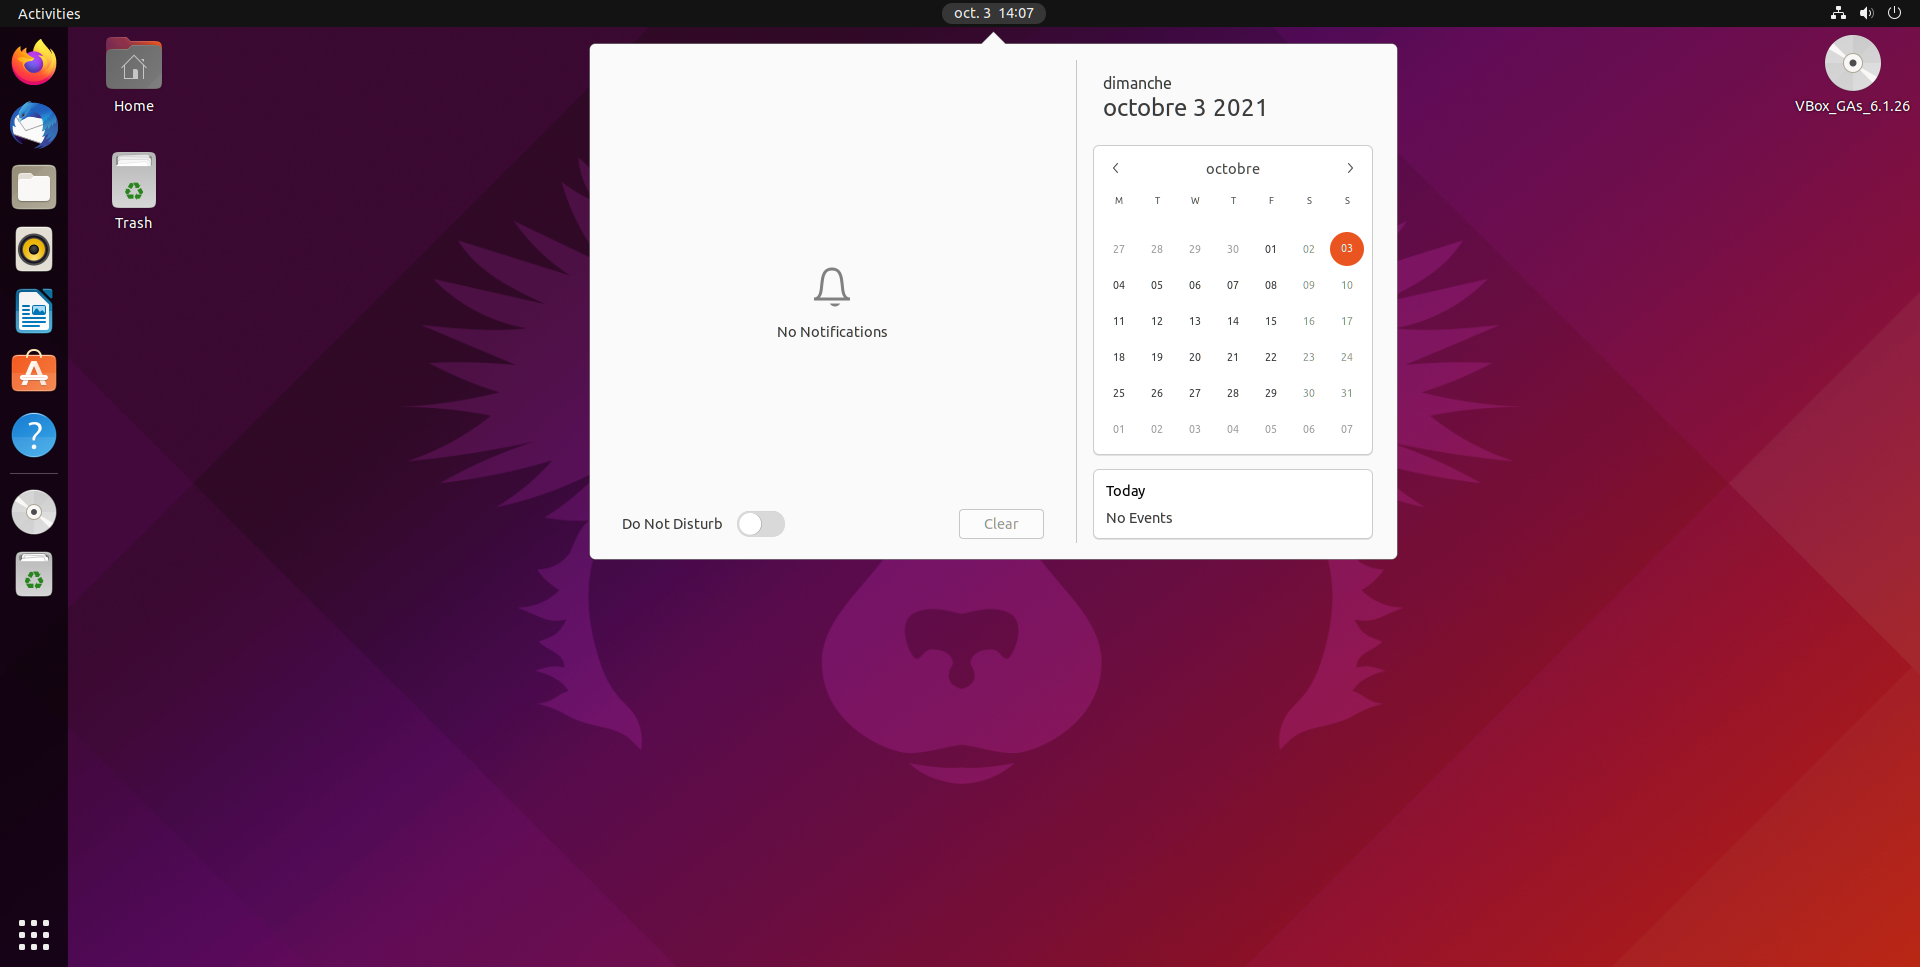 Activities
oct. 3 14:07
Home
Trash
VBox_GAs_6.1.26
No Notifications
Do Not Disturb
Clear
dimanche
octobre 3 2021
octobre
M T W T F S S
27 28 29 30 01 02 03
04 05 06 07 08 09 10
11 12 13 14 15 16 17
18 19 20 21 22 23 24
25 26 27 28 29 30 31
01 02 03 04 05 06 07
Today
No Events